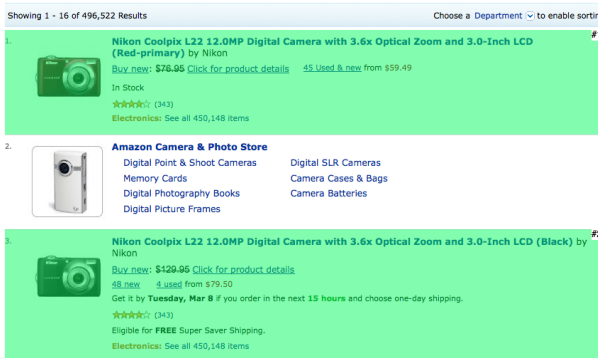 Showing 1 - 16 of 496,522 Results
Choose a Department to enable sortin
#
1.
Nikon Coolpix L22 12.0MP Digital Camera with 3.6x Optical Zoom and 3.0-Inch LCD
(Red-primary) by Nikon
Buy new: $76.95 Click for product details 45 Used & new from $59.49
In Stock
(343)
Electronics: See all 450,148 items
2.
Amazon Camera & Photo Store
Digital Point & Shoot Cameras Digital SLR Cameras
Memory Cards Camera Cases & Bags
Digital Photography Books Camera Batteries
Digital Picture Frames
#
3.
Nikon Coolpix L22 12.0MP Digital Camera with 3.6x Optical Zoom and 3.0-Inch LCD (Black) by
Nikon
Buy new: $129.95 Click for product details
48 new 4 used from $79.50
Get it by Tuesday, Mar 8 if you order in the next 15 hours and choose one-day shipping.
(343)
Eligible for FREE Super Saver Shipping.
Electronics: See all 450,148 items